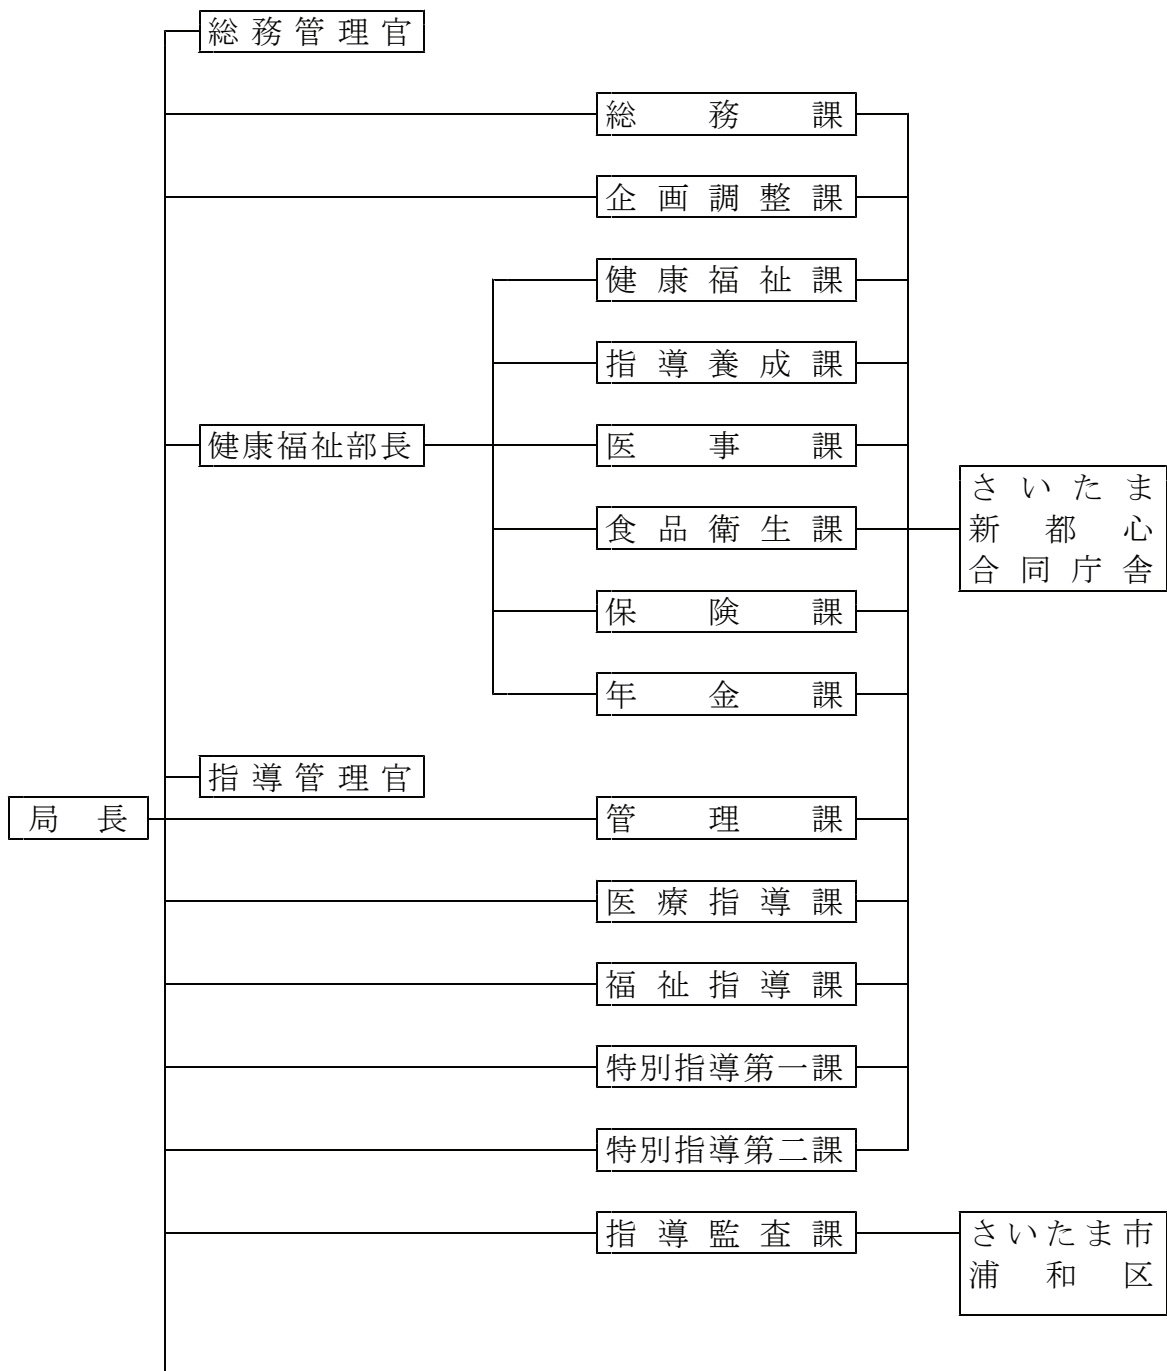 総務管理官
総務課
企画調整課
健康福祉課
指導養成課
健康福祉部長
医事課
食品衛生課
さいたま
新都心
合同庁舎
保険課
年金課
指導管理官
局長
管理課
医療指導課
福祉指導課
特別指導第一課
特別指導第二課
指導監査課
さいたま市
浦和区